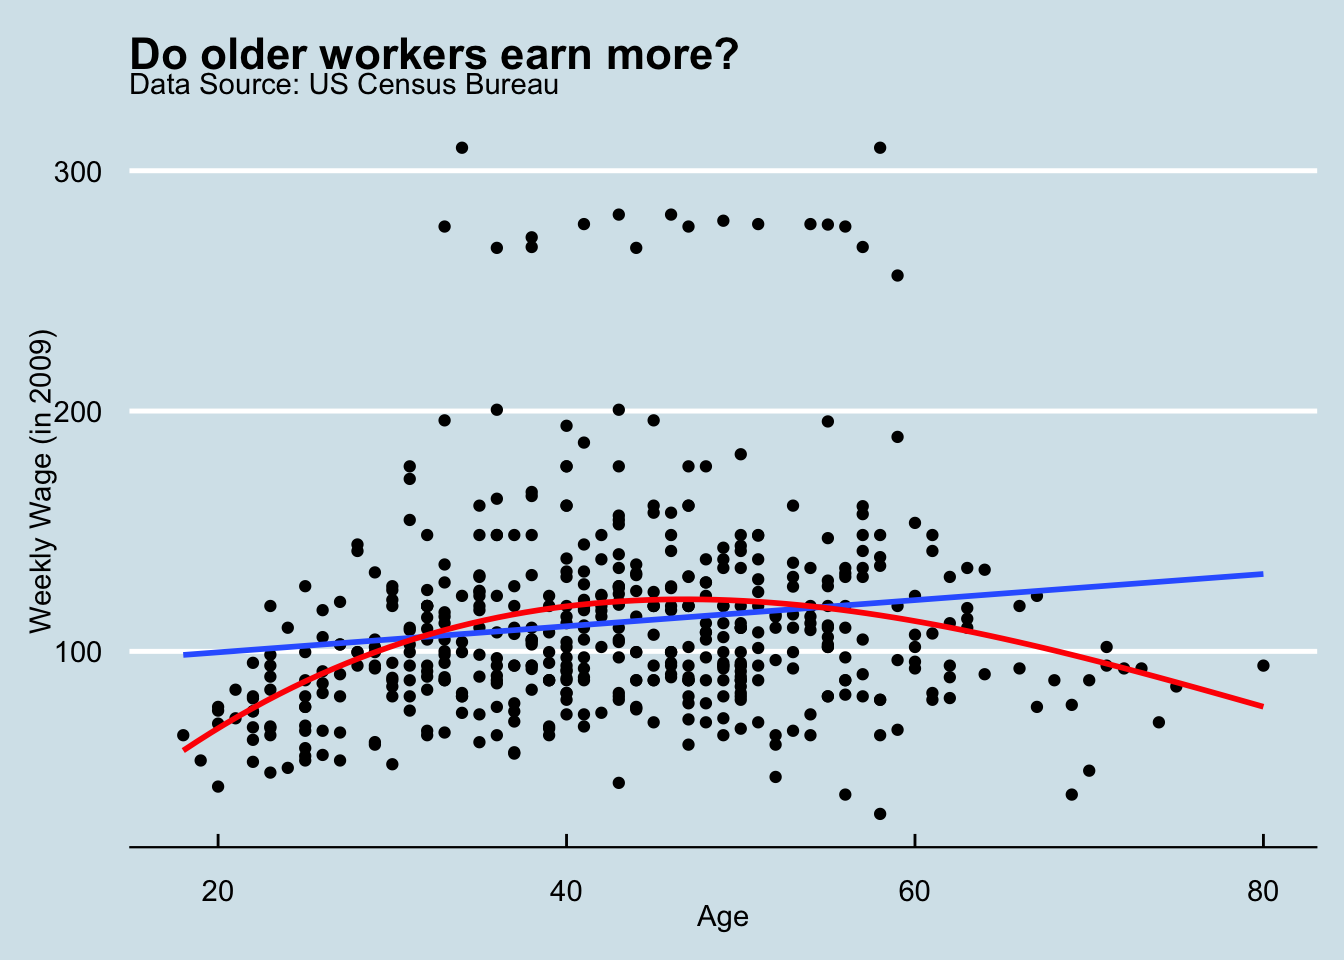 Do older workers earn more?
Data Source: US Census Bureau
300
200
100
Weekly Wage (in 2009)
20 40 60 80
Age